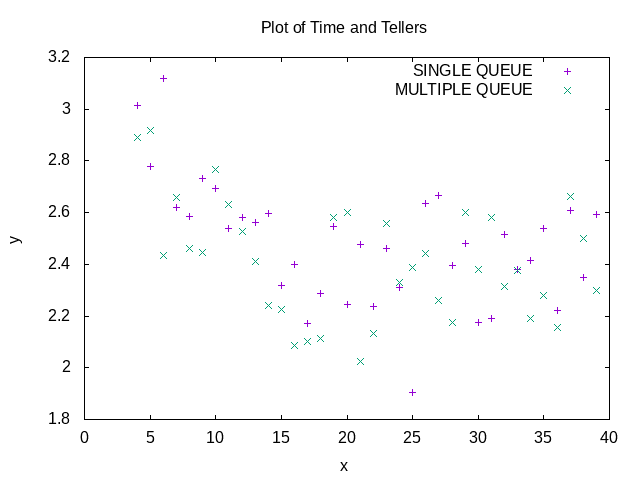 Plot of Time and Tellers
3.2
SINGLE QUEUE
MULTIPLE QUEUE
3
2.8
2.6
y
2.4
2.2
2
1.8
0 5 10 15 20 25 30 35 40
x